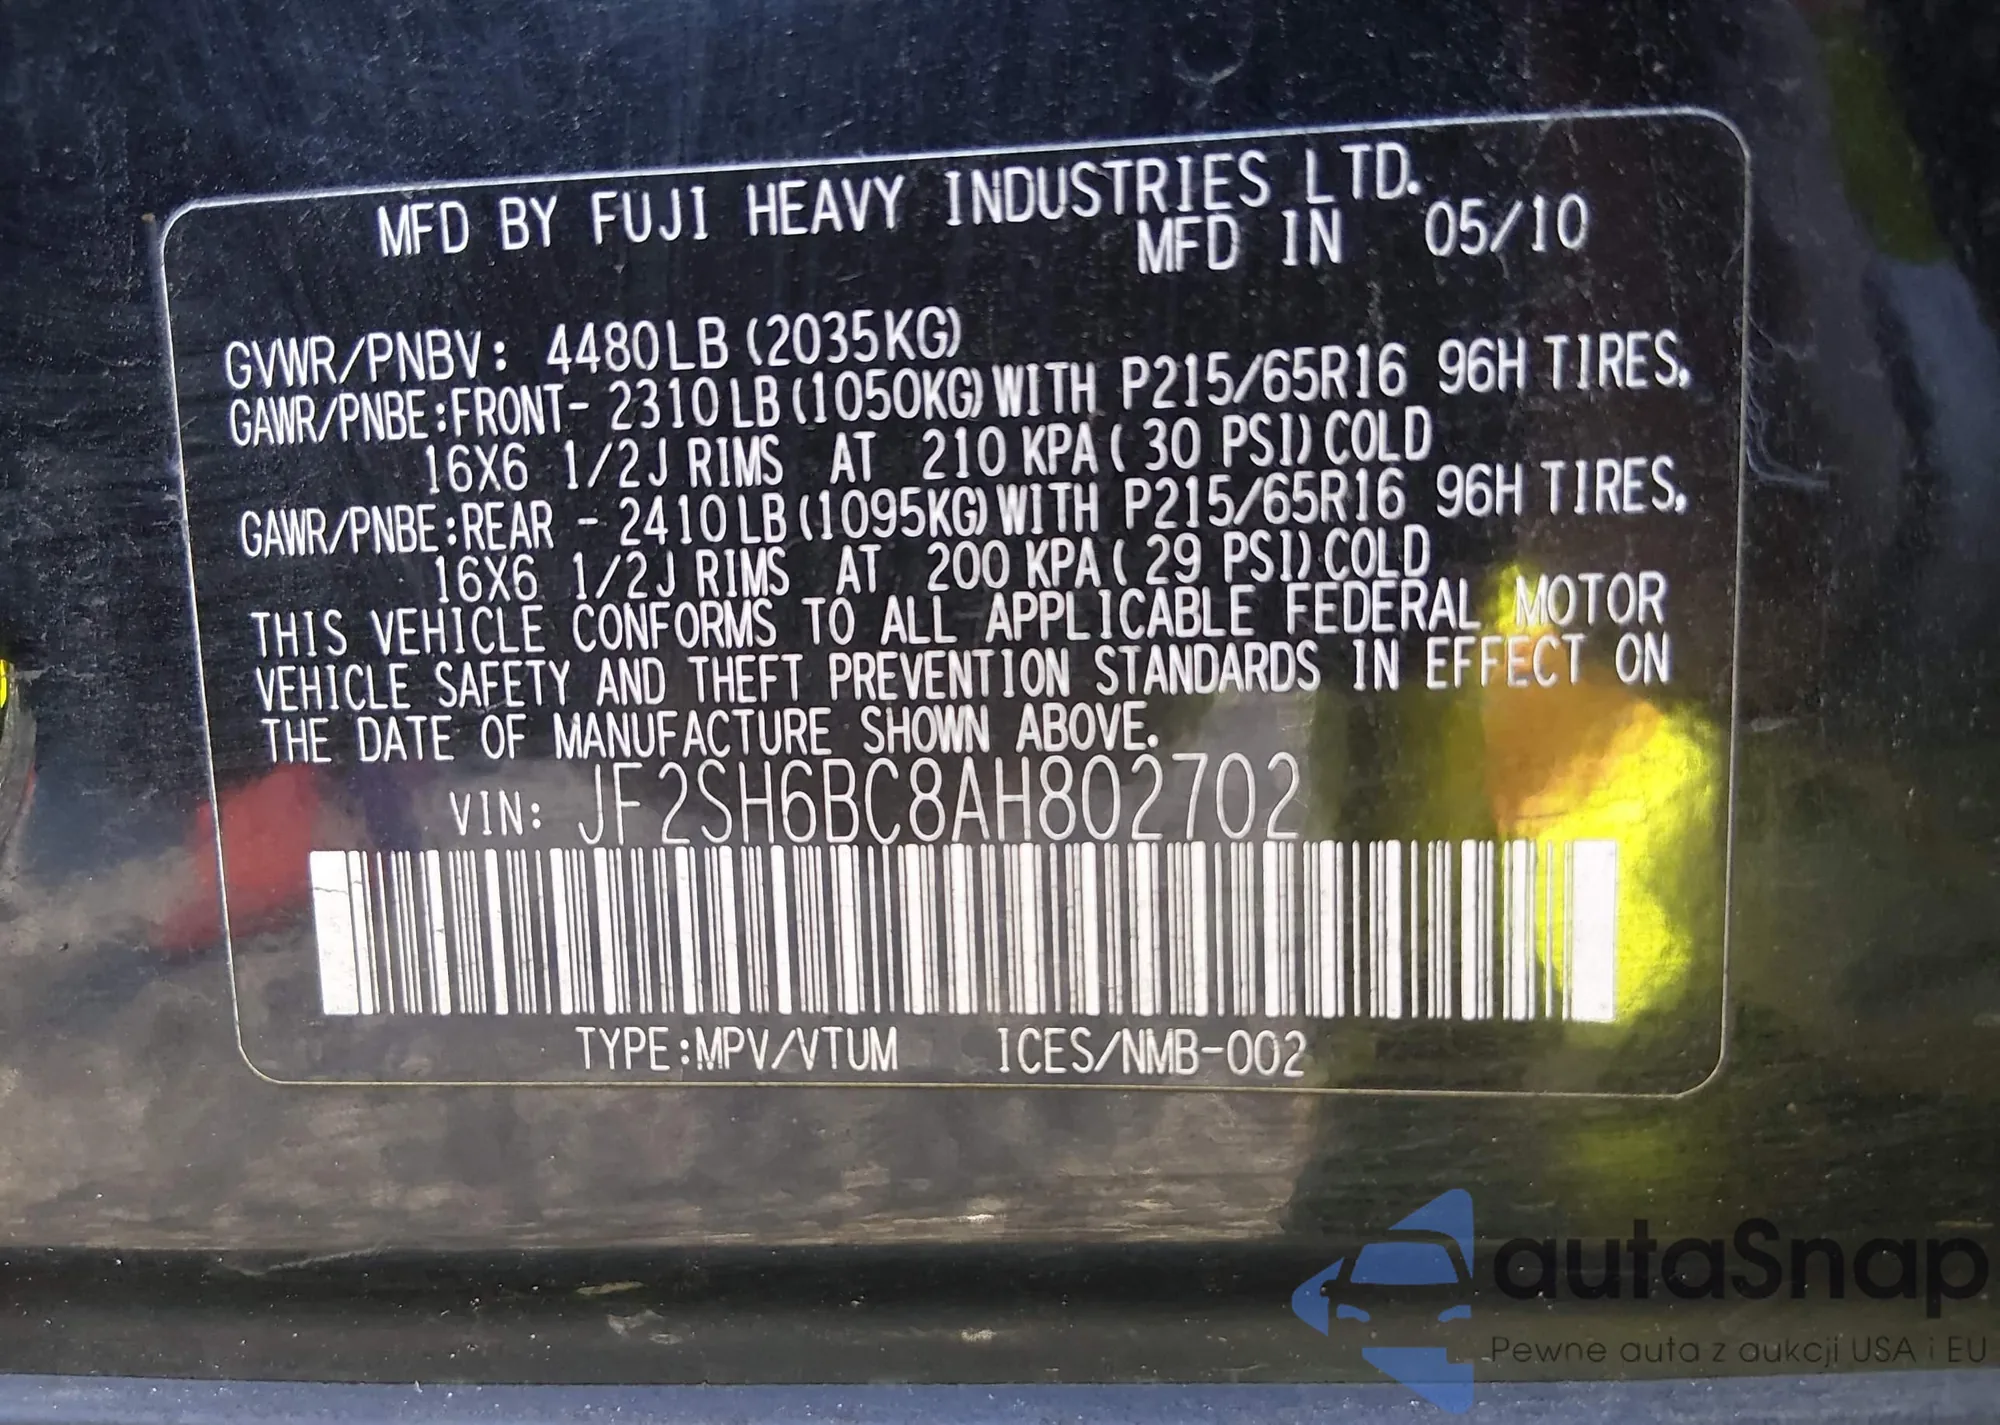 MFD BY FUJI HEAVY INDUSTRIES LTD.
MFD IN 05/10
GVWR/PNBV: 4480LB (2035KG)
GAWR/PNBE:FRONT- 2310LB (1050KG) WITH P215/65R16 96H TIRES,
16X6 1/2J RIMS AT 210 KPA ( 30 PSI) COLD
GAWR/PNBE:REAR - 2410LB (1095KG) WITH P215/65R16 96H TIRES,
16X6 1/2J RIMS AT 200 KPA ( 29 PSI) COLD
THIS VEHICLE CONFORMS TO ALL APPLICABLE FEDERAL MOTOR
VEHICLE SAFETY AND THEFT PREVENTION STANDARDS IN EFFECT ON
THE DATE OF MANUFACTURE SHOWN ABOVE.
VIN: JF2SH6BC8AH802702
TYPE:MPV/VTUM ICES/NMB-002
autaSnap
Pewne auta z aukcji USA i EU